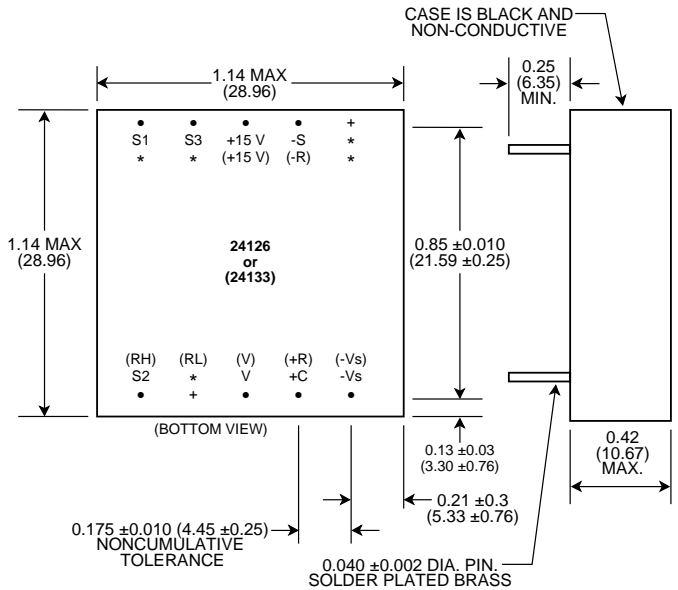 CASE IS BLACK AND
NON-CONDUCTIVE
1.14 MAX
(28.96)
0.25
(6.35)
MIN.
● ● ● ● +
S1 S3 +15 V -S *
* * (+15 V) (-R) *
1.14 MAX
(28.96)
24126
or
(24133)
0.85 ±0.010
(21.59 ±0.25)
(RH) (RL) (V) (+R) (-Vs)
S2 * V +C -Vs
● + ● ● ●
(BOTTOM VIEW)
0.13 ±0.03
(3.30 ±0.76)
0.42
(10.67)
MAX.
0.21 ±0.3
(5.33 ±0.76)
0.175 ±0.010 (4.45 ±0.25)
NONCUMULATIVE
TOLERANCE
0.040 ±0.002 DIA. PIN.
SOLDER PLATED BRASS